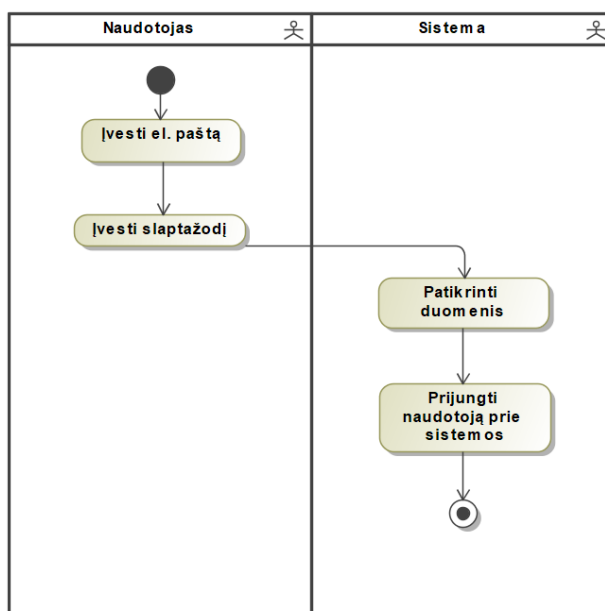 Naudotojas
Sistema
Įvesti el. paštą
Įvesti slaptažodį
Patikrinti
duomenis
Prijungti
naudotoją prie
sistemos